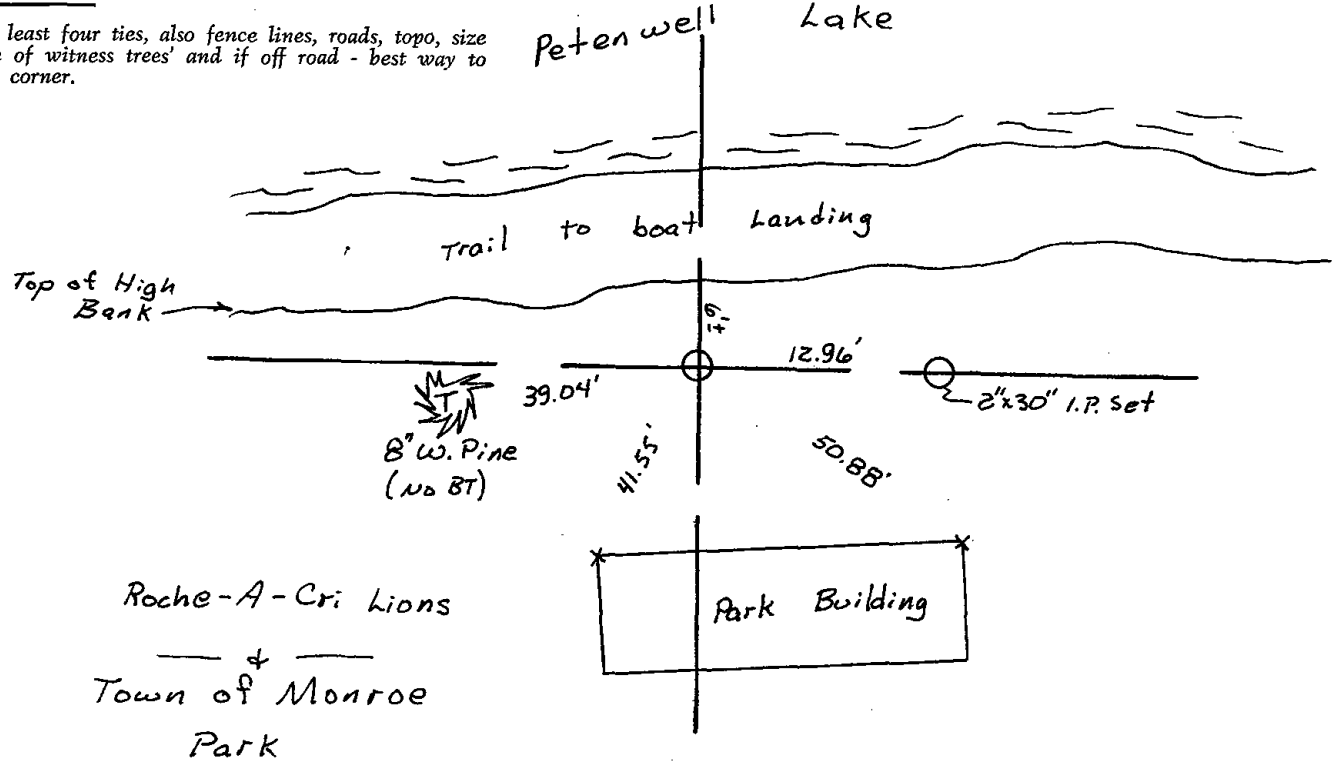 least four ties, also fence lines, roads, topo, size
of witness trees' and if off road - best way to
corner.
Petenwell Lake
Trail to boat Landing
Top of High
Bank
9'±
12.96'
39.04'
2"x30" I.P. Set
8" W. Pine
(No BT)
T
41.55'
50.88'
Park Building
Roche-A-Cri Lions
&
Town of Monroe
Park